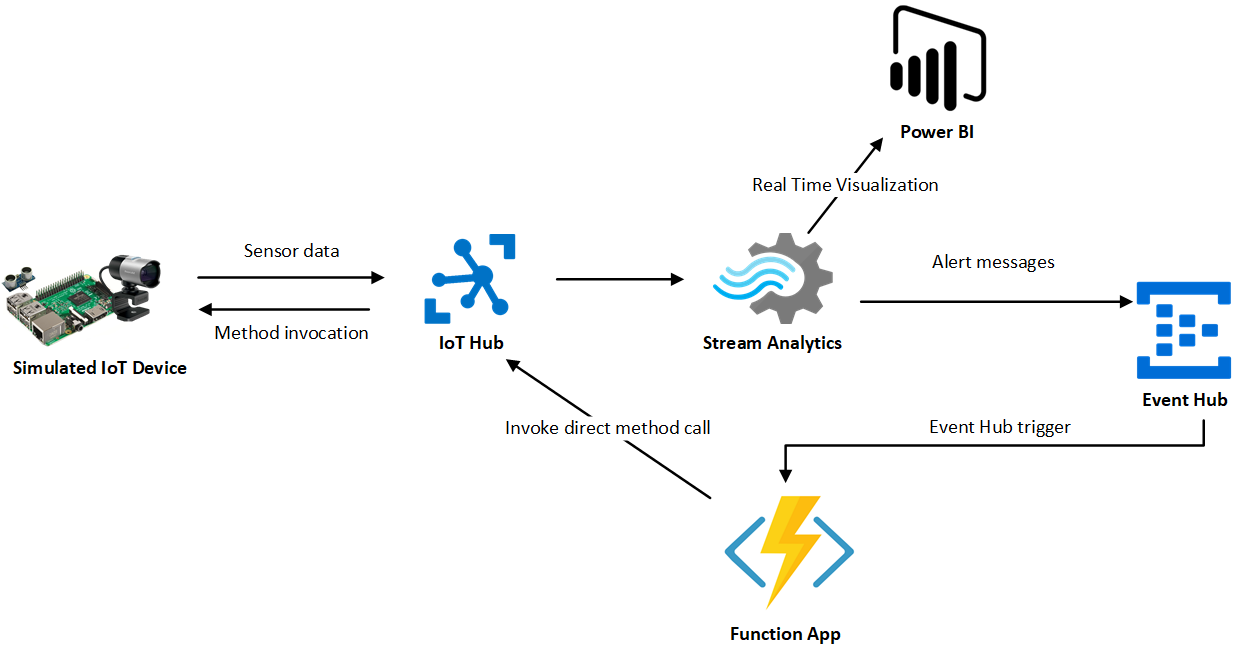 Power BI
Real Time Visualization
Sensor data
Alert messages
Method invocation
IoT Hub
Stream Analytics
Simulated IoT Device
Event Hub
Invoke direct method call
Event Hub trigger
Function App